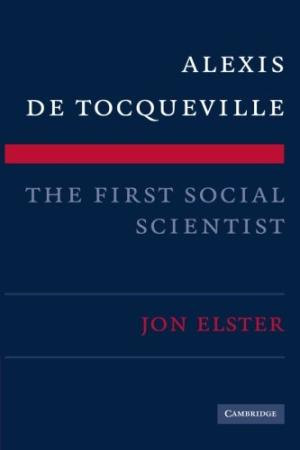 ALEXIS
DE TOCQUEVILLE
THE FIRST SOCIAL
SCIENTIST
JON ELSTER
CAMBRIDGE